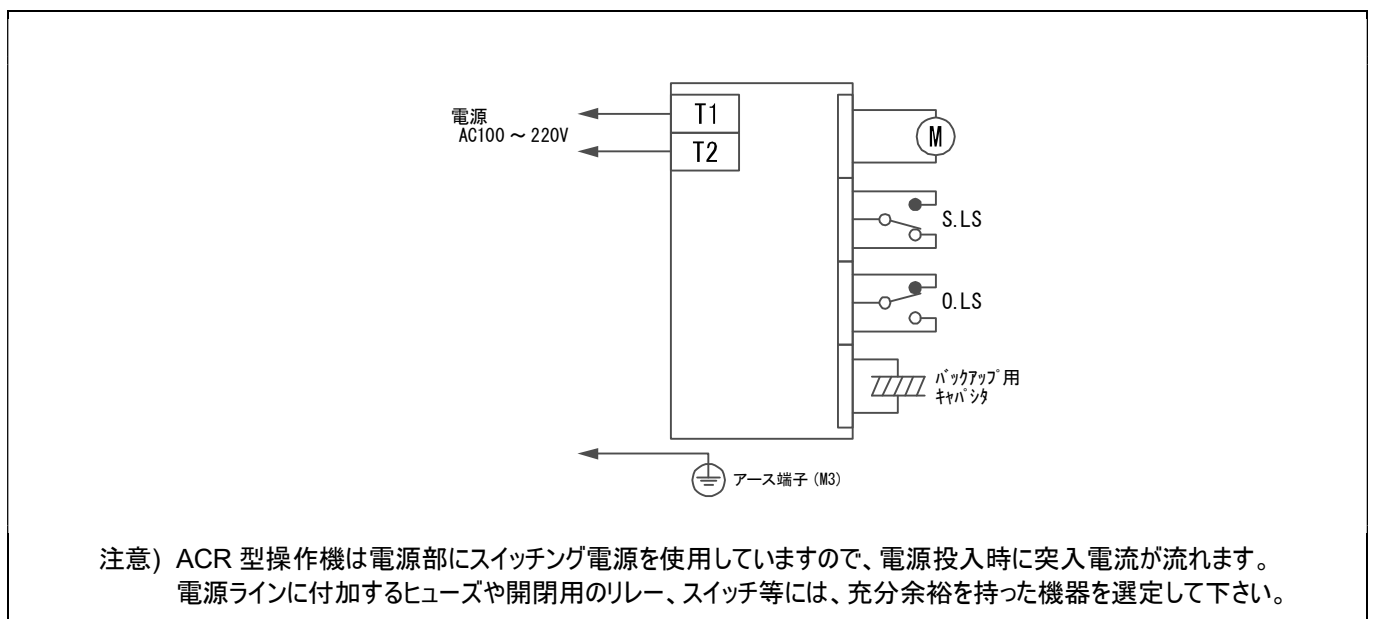 電源
AC100 ~ 220V
T1
T2
M
S.LS
O.LS
バックアップ用
キャパシタ
アース端子 (M3)
注意) ACR 型操作機は電源部にスイッチング電源を使用していますので、電源投入時に突入電流が流れます。
電源ラインに付加するヒューズや開閉用のリレー、スイッチ等には、充分余裕を持った機器を選定して下さい。